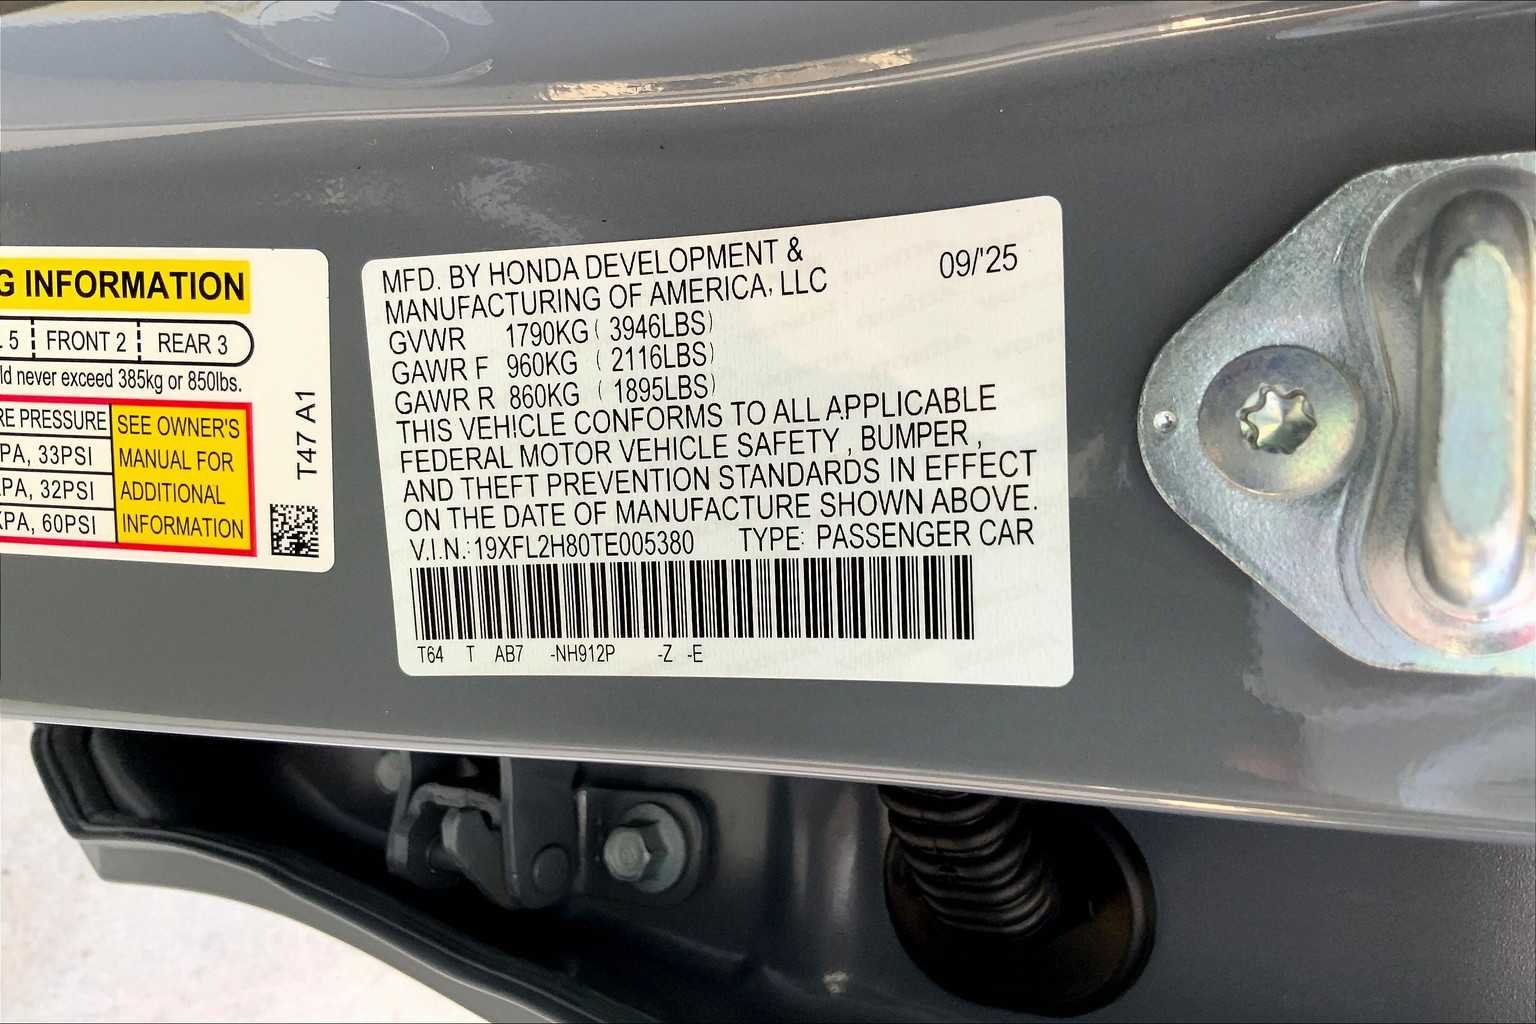 G INFORMATION
L 5 FRONT 2 REAR 3
ld never exceed 385kg or 850lbs.
RE PRESSURE
PA, 33PSI
PA, 32PSI
KPA, 60PSI
SEE OWNER'S
MANUAL FOR
ADDITIONAL
INFORMATION
T47 A1
MFD. BY HONDA DEVELOPMENT &
MANUFACTURING OF AMERICA, LLC
09/'25
GVWR 1790KG ( 3946LBS)
GAWR F 960KG ( 2116LBS)
GAWR R 860KG ( 1895LBS)
THIS VEHICLE CONFORMS TO ALL APPLICABLE
FEDERAL MOTOR VEHICLE SAFETY , BUMPER ,
AND THEFT PREVENTION STANDARDS IN EFFECT
ON THE DATE OF MANUFACTURE SHOWN ABOVE.
V.I.N.: 19XFL2H80TE005380 TYPE: PASSENGER CAR
T64 T AB7 -NH912P -Z -E